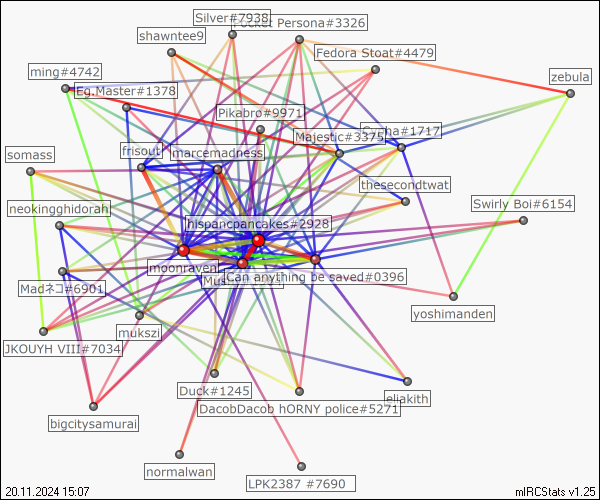 Silver#7938
Pocket Persona#3326
shawntee9
Fedora Stoat#4479
ming#4742
zebula
Eg.Master#1378
Pikabro#9971
Majestic#3375
#1717
frisout
marcemadness
somass
thesecondtwat
Swirly Boi#6154
neokingghidorah
hispancpancakes#2928
moonraven
Can anything be saved#0396
Madネコ#6901
yoshimanden
mukszi
JKOUYH VIII#7034
Duck#1245
eliakith
DacobDacob hORNY police#5271
bigcitysamurai
normalwan
LPK2387 #7690
20.11.2024 15:07
mIRCStats v1.25